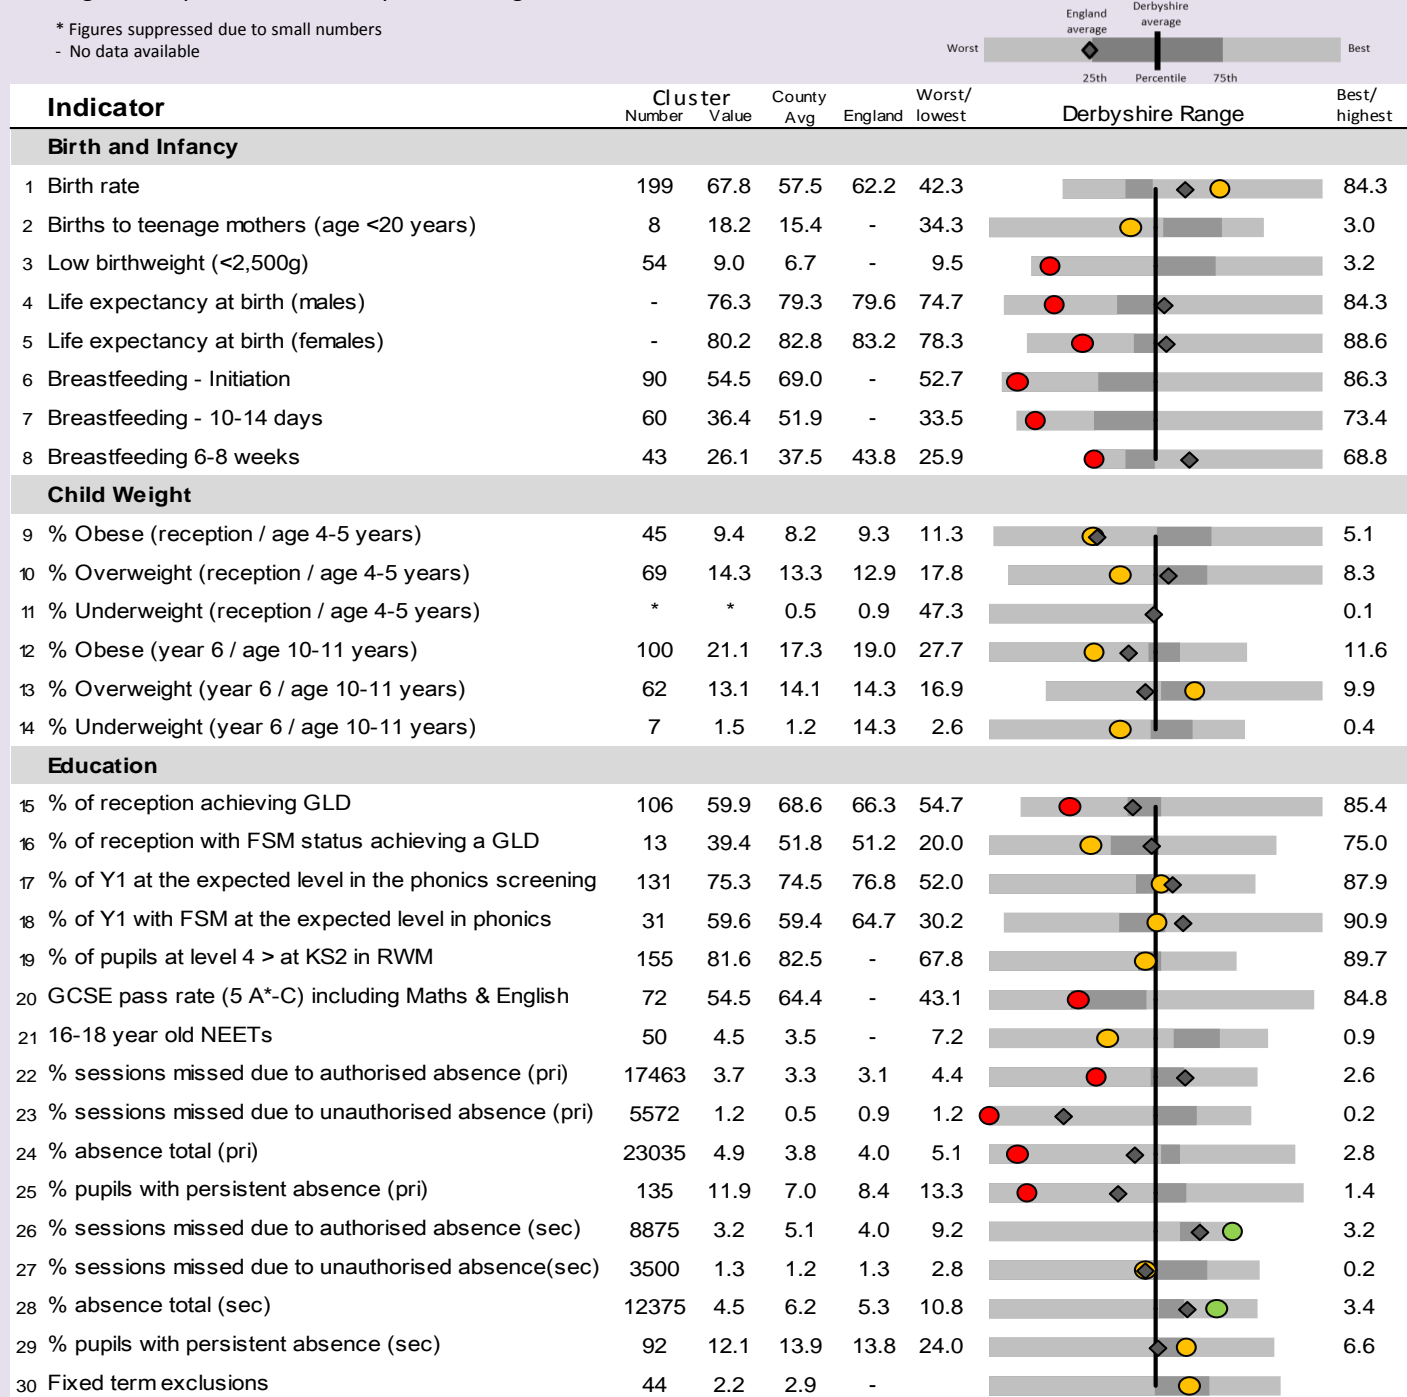 * Figures suppressed due to small numbers
- No data available
England average
Derbyshire average
Worst
Best
25th Percentile 75th
Indicator Cluster Number Value County Avg England Worst/ lowest Derbyshire Range Best/ highest
Birth and Infancy
1 Birth rate 199 67.8 57.5 62.2 42.3 84.3
2 Births to teenage mothers (age <20 years) 8 18.2 15.4 - 34.3 3.0
3 Low birthweight (<2,500g) 54 9.0 6.7 - 9.5 3.2
4 Life expectancy at birth (males) - 76.3 79.3 79.6 74.7 84.3
5 Life expectancy at birth (females) - 80.2 82.8 83.2 78.3 88.6
6 Breastfeeding - Initiation 90 54.5 69.0 - 52.7 86.3
7 Breastfeeding - 10-14 days 60 36.4 51.9 - 33.5 73.4
8 Breastfeeding 6-8 weeks 43 26.1 37.5 43.8 25.9 68.8
Child Weight
9 % Obese (reception / age 4-5 years) 45 9.4 8.2 9.3 11.3 5.1
10 % Overweight (reception / age 4-5 years) 69 14.3 13.3 12.9 17.8 8.3
11 % Underweight (reception / age 4-5 years) * * 0.5 0.9 47.3 0.1
12 % Obese (year 6 / age 10-11 years) 100 21.1 17.3 19.0 27.7 11.6
13 % Overweight (year 6 / age 10-11 years) 62 13.1 14.1 14.3 16.9 9.9
14 % Underweight (year 6 / age 10-11 years) 7 1.5 1.2 14.3 2.6 0.4
Education
15 % of reception achieving GLD 106 59.9 68.6 66.3 54.7 85.4
16 % of reception with FSM status achieving a GLD 13 39.4 51.8 51.2 20.0 75.0
17 % of Y1 at the expected level in the phonics screening 131 75.3 74.5 76.8 52.0 87.9
18 % of Y1 with FSM at the expected level in phonics 31 59.6 59.4 64.7 30.2 90.9
19 % of pupils at level 4 > at KS2 in RWM 155 81.6 82.5 - 67.8 89.7
20 GCSE pass rate (5 A*-C) including Maths & English 72 54.5 64.4 - 43.1 84.8
21 16-18 year old NEETs 50 4.5 3.5 - 7.2 0.9
22 % sessions missed due to authorised absence (pri) 17463 3.7 3.3 3.1 4.4 2.6
23 % sessions missed due to unauthorised absence (pri) 5572 1.2 0.5 0.9 1.2 0.2
24 % absence total (pri) 23035 4.9 3.8 4.0 5.1 2.8
25 % pupils with persistent absence (pri) 135 11.9 7.0 8.4 13.3 1.4
26 % sessions missed due to authorised absence (sec) 8875 3.2 5.1 4.0 9.2 3.2
27 % sessions missed due to unauthorised absence(sec) 3500 1.3 1.2 1.3 2.8 0.2
28 % absence total (sec) 12375 4.5 6.2 5.3 10.8 3.4
29 % pupils with persistent absence (sec) 92 12.1 13.9 13.8 24.0 6.6
30 Fixed term exclusions 44 2.2 2.9 -